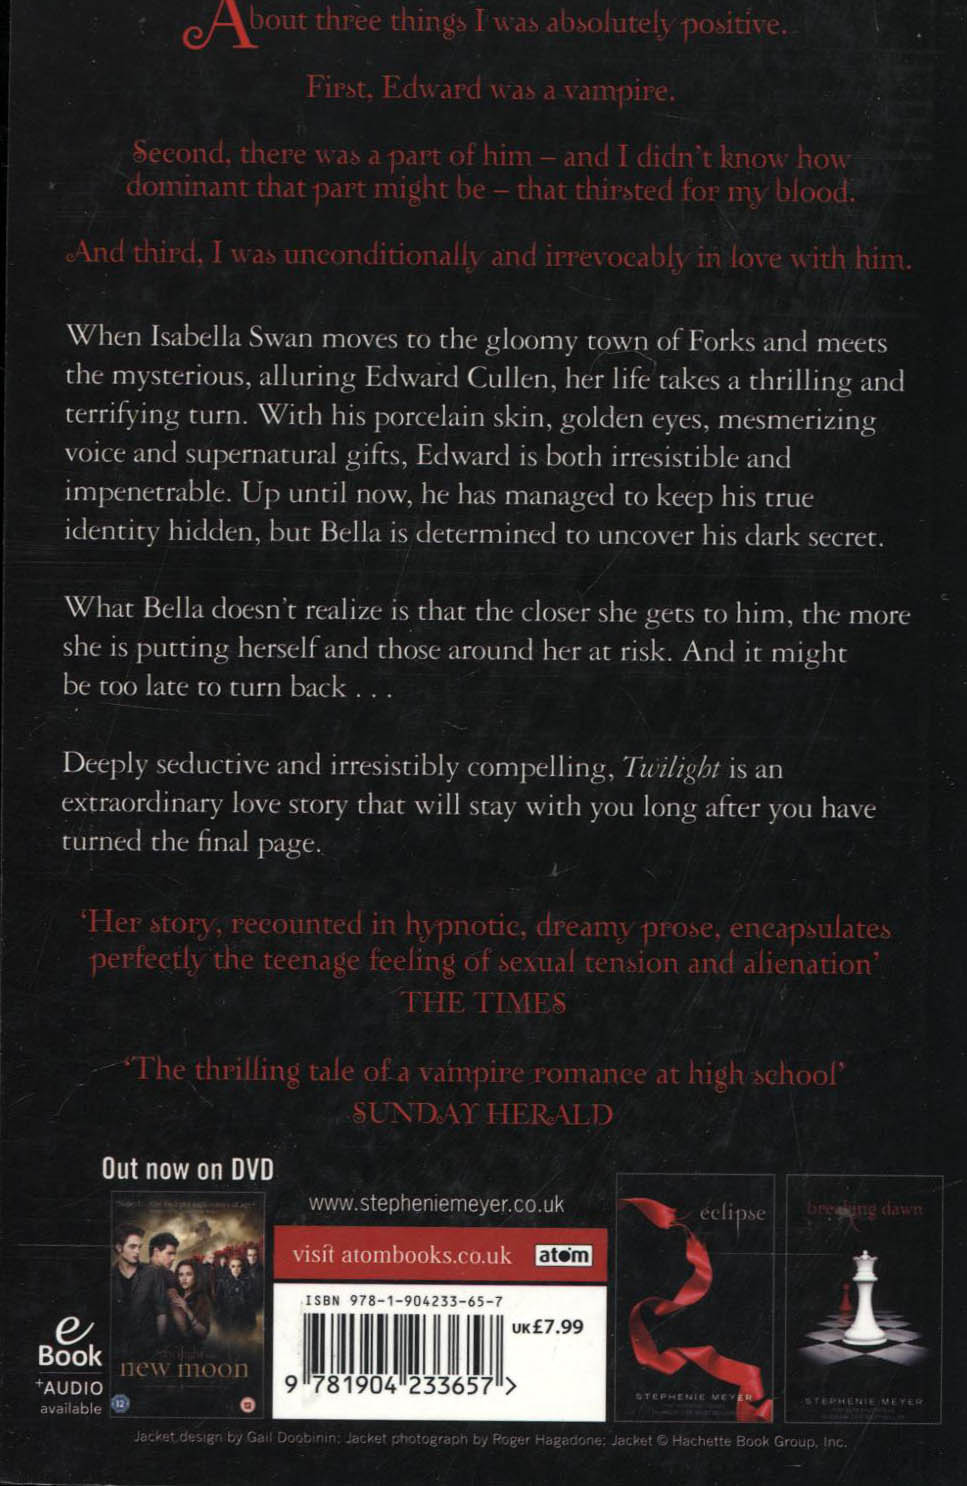 About three things I was absolutely positive.
First, Edward was a vampire.
Second, there was a part of him – and I didn't know how
dominant that part might be – that thirsted for my blood.
And third, I was unconditionally and irrevocably in love with him.
When Isabella Swan moves to the gloomy town of Forks and meets
the mysterious, alluring Edward Cullen, her life takes a thrilling and
terrifying turn. With his porcelain skin, golden eyes, mesmerizing
voice and supernatural gifts, Edward is both irresistible and
impenetrable. Up until now, he has managed to keep his true
identity hidden, but Bella is determined to uncover his dark secret.
What Bella doesn't realize is that the closer she gets to him, the more
she is putting herself and those around her at risk. And it might
be too late to turn back . . .
Deeply seductive and irresistibly compelling, Twilight is an
extraordinary love story that will stay with you long after you have
turned the final page.
'Her story, recounted in hypnotic, dreamy prose, encapsulates
perfectly the teenage feeling of sexual tension and alienation'
THE TIMES
'The thrilling tale of a vampire romance at high school'
SUNDAY HERALD
Out now on DVD
new moon
12
12
eBook
+AUDIO
available
www.stepheniemeyer.co.uk
visit atombooks.co.uk
atom
ISBN 978-1-904233-65-7
UK£7.99
9 781904 233657 >
eclipse
STEPHENIE MEYER
breaking dawn
STEPHENIE MEYER
Jacket design by Gail Doobinin; Jacket photograph by Roger Hagadone; Jacket © Hachette Book Group, Inc.